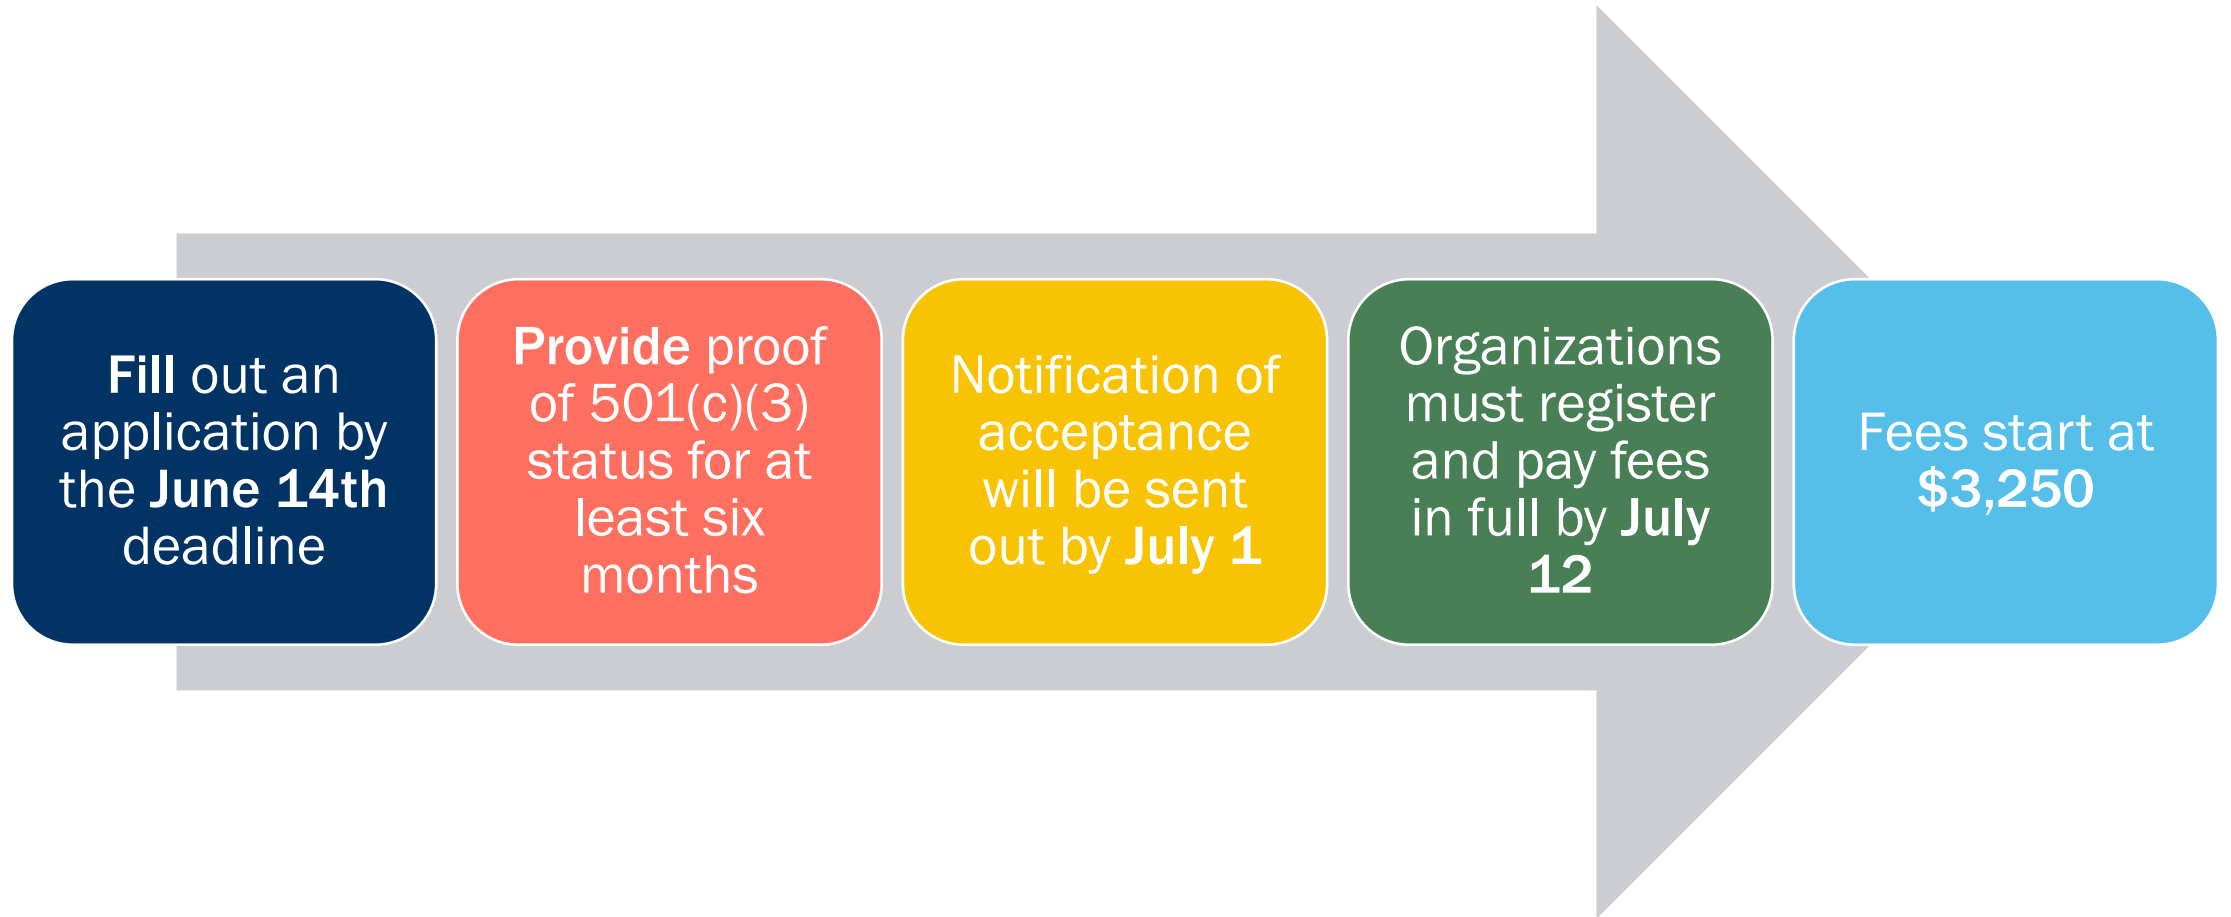 Fill out an
application by
the June 14th
deadline
Provide proof
of 501(c)(3)
status for at
least six
months
Notification of
acceptance
will be sent
out by July 1
Organizations
must register
and pay fees
in full by July
12
Fees start at
$3,250